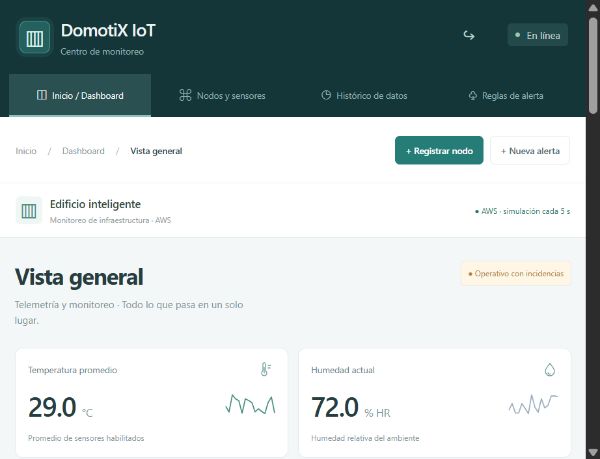 DomotiX IoT
Centro de monitoreo
En línea
Inicio / Dashboard
Nodos y sensores
Histórico de datos
Reglas de alerta
Inicio / Dashboard / Vista general
+ Registrar nodo
+ Nueva alerta
Edificio inteligente
Monitoreo de infraestructura · AWS
AWS · simulación cada 5 s
Vista general
Operativo con incidencias
Telemetría y monitoreo · Todo lo que pasa en un solo
lugar.
Temperatura promedio
29.0 °C
Promedio de sensores habilitados
Humedad actual
72.0 % HR
Humedad relativa del ambiente